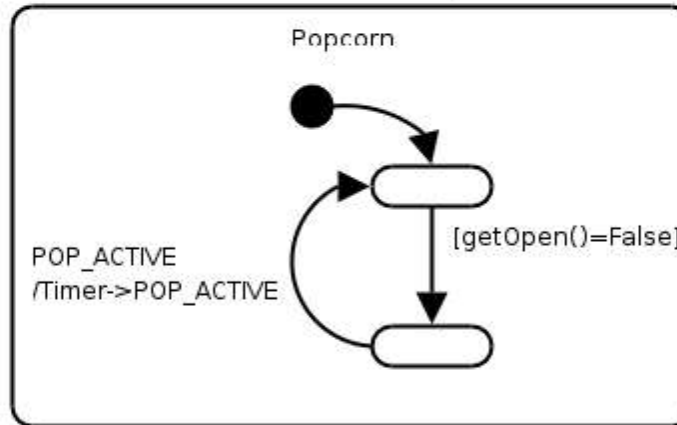 Popcorn
[getOpen()=False]
POP_ACTIVE
/Timer->POP_ACTIVE